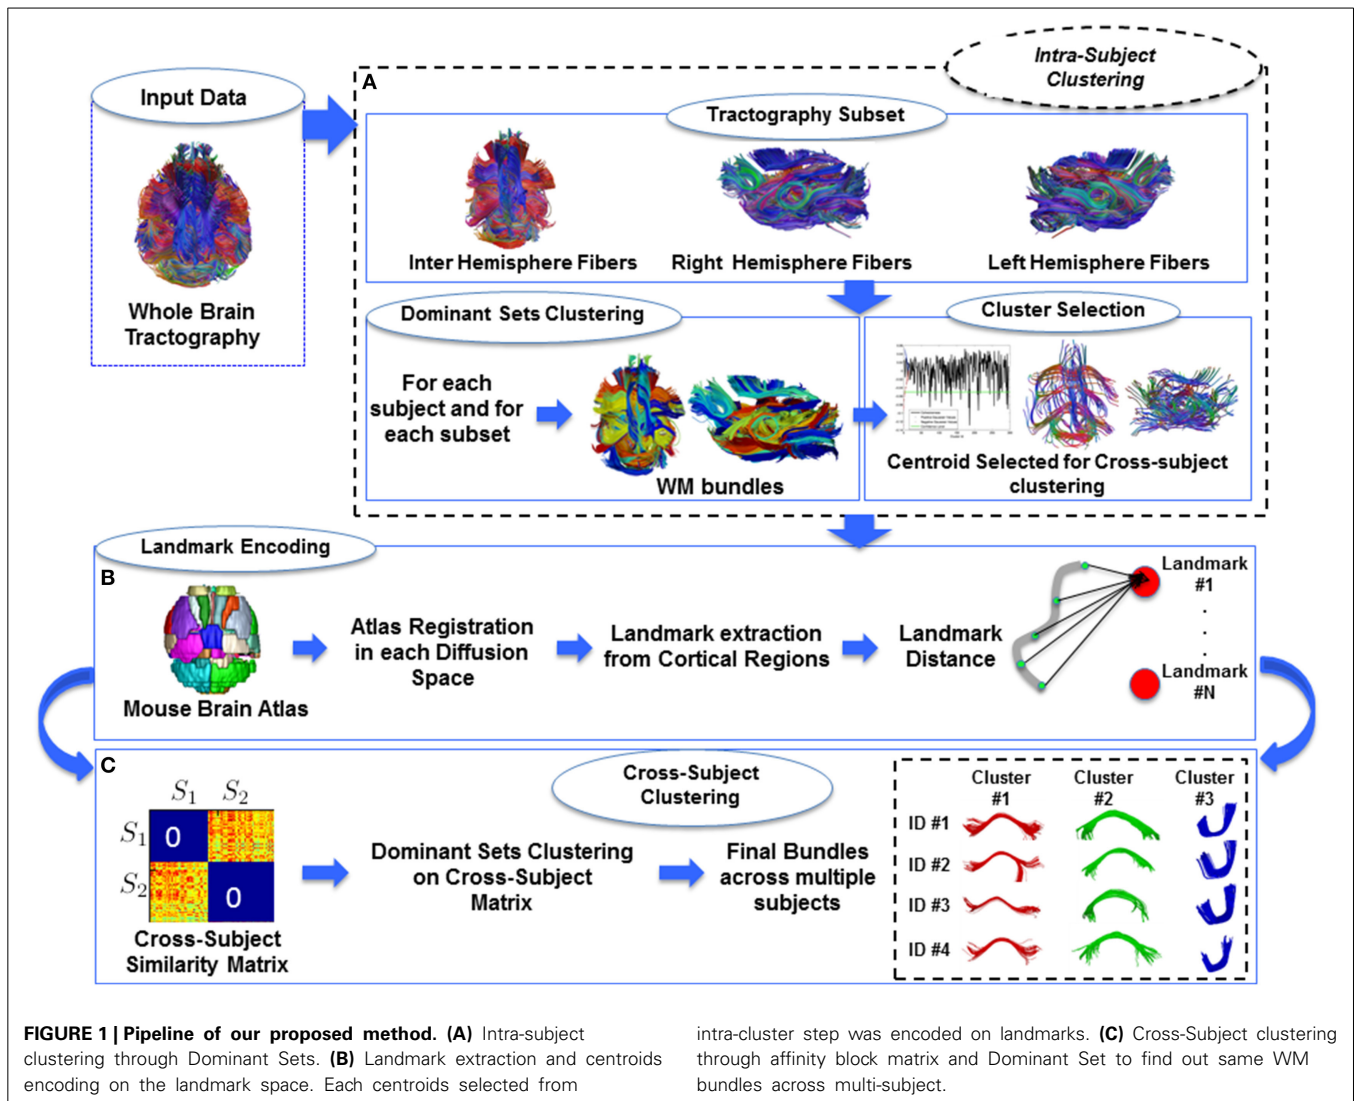 Intra-Subject
Clustering
Input Data
A
Tractography Subset
Inter Hemisphere Fibers
Right Hemisphere Fibers
Left Hemisphere Fibers
Whole Brain
Tractography
Dominant Sets Clustering
Cluster Selection
For each
subject and for
each subset
WM bundles
Centroid Selected for Cross-subject
clustering
Landmark Encoding
B
Mouse Brain Atlas
Atlas Registration
in each Diffusion
Space
Landmark extraction
from Cortical Regions
Landmark
Distance
Landmark
#1
.
.
.
Landmark
#N
C
Cross-Subject
Clustering
S1 S2
S1
S2
0
0
Cross-Subject
Similarity Matrix
Dominant Sets Clustering
on Cross-Subject
Matrix
Final Bundles
across multiple
subjects
Cluster
#1
Cluster
#2
Cluster
#3
ID #1
ID #2
ID #3
ID #4
FIGURE 1 | Pipeline of our proposed method. (A) Intra-subject
clustering through Dominant Sets. (B) Landmark extraction and centroids
encoding on the landmark space. Each centroids selected from
intra-cluster step was encoded on landmarks. (C) Cross-Subject clustering
through affinity block matrix and Dominant Set to find out same WM
bundles across multi-subject.